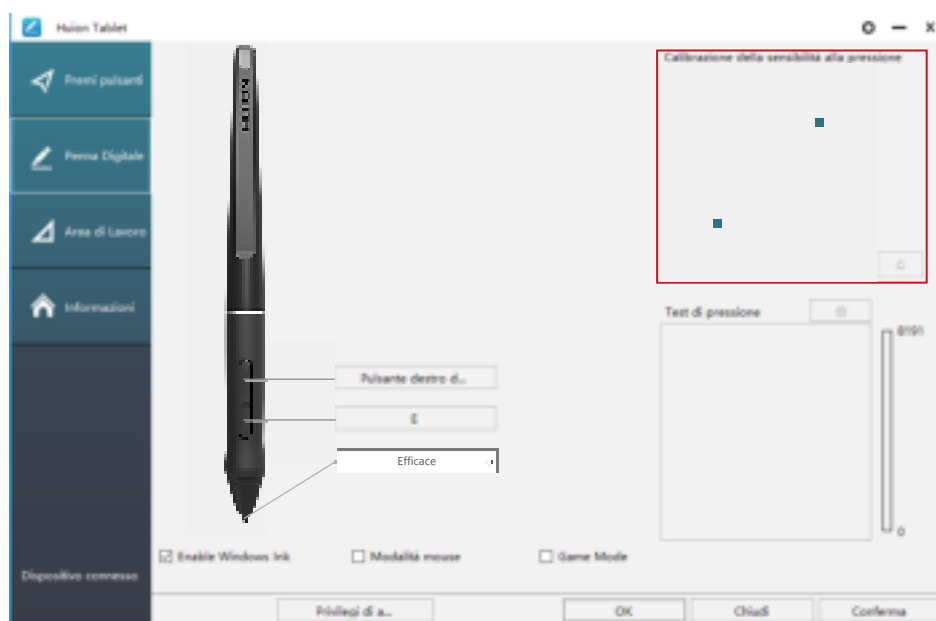 Huion Tablet
Premi pulsanti
Penna Digitale
Area di Lavoro
Informazioni
Dispositivo connesso
HUION
Pulsante destro d...
E
Efficace
Enable Windows Ink
Modalità mouse
Game Mode
Calibrazione della sensibilità alla pressione
Test di pressione
8191
0
Privilegi di a...
OK
Chiudi
Conferma